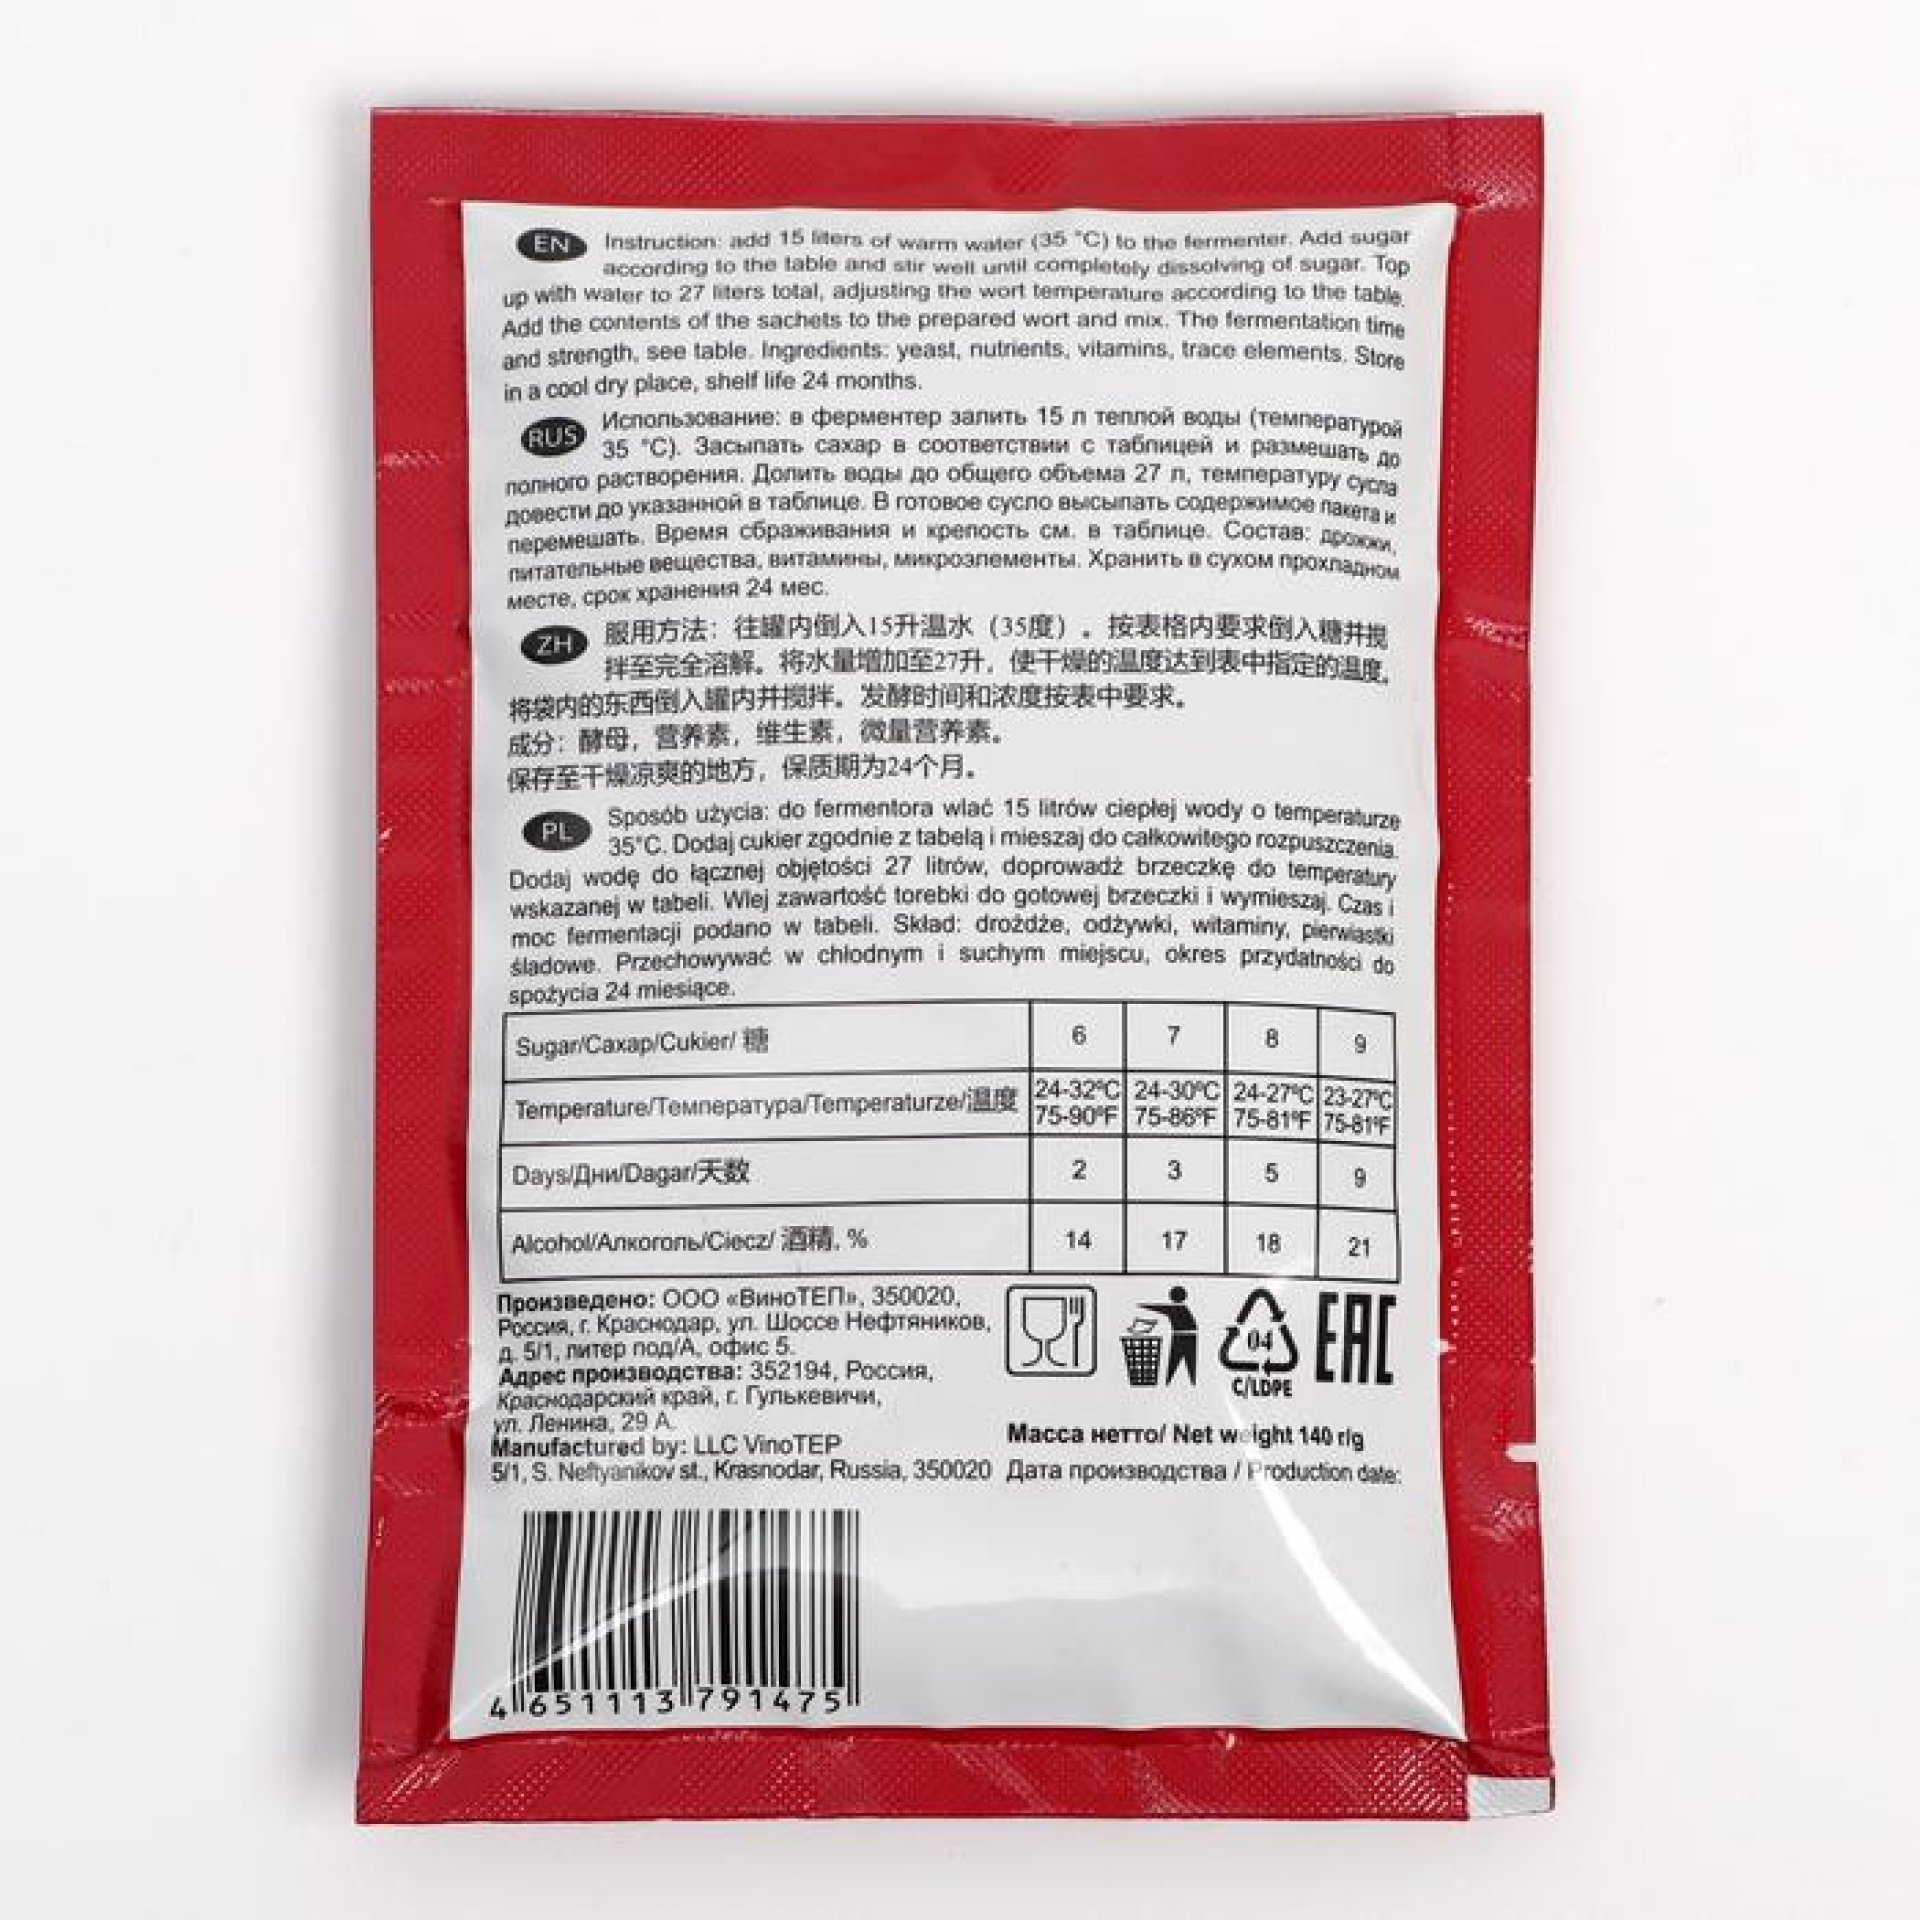 EN Instruction: add 15 liters of warm water (35 °C) to the fermenter. Add sugar
according to the table and stir well until completely dissolving of sugar. Top
up with water to 27 liters total, adjusting the wort temperature according to the table.
Add the contents of the sachets to the prepared wort and mix. The fermentation time
and strength, see table. Ingredients: yeast, nutrients, vitamins, trace elements. Store
in a cool dry place, shelf life 24 months.
RUS Использование: в ферментер залить 15 л теплой воды (температурой
35 °C). Засыпать сахар в соответствии с таблицей и размешать до
полного растворения. Долить воды до общего объема 27 л, температуру сусла
довести до указанной в таблице. В готовое сусло высыпать содержимое пакета и
перемешать. Время сбраживания и крепость см. в таблице. Состав: дрожжи,
питательные вещества, витамины, микроэлементы. Хранить в сухом прохладном
месте, срок хранения 24 мес.
ZH 服用方法：往罐内倒入15升温水（35度）。按表格内要求倒入糖并搅
拌至完全溶解。将水量增加至27升，使干燥的温度达到表中指定的温度。
将袋内的东西倒入罐内并搅拌。发酵时间和浓度按表中要求。
成分：酵母，营养素，维生素，微量营养素。
保存至干燥凉爽的地方，保质期为24个月。
PL Sposób użycia: do fermentora wlać 15 litrów ciepłej wody o temperaturze
35°C. Dodaj cukier zgodnie z tabelą i mieszaj do całkowitego rozpuszczenia.
Dodaj wodę do łącznej objętości 27 litrów, doprowadź brzeczkę do temperatury
wskazanej w tabeli. Wlej zawartość torebki do gotowej brzeczki i wymieszaj. Czas i
moc fermentacji podano w tabeli. Skład: drożdże, odżywki, witaminy, pierwiastki
śladowe. Przechowywać w chłodnym i suchym miejscu, okres przydatności do
spożycia 24 miesiące.
Sugar/Сахар/Cukier/ 糖 6 7 8 9
Temperature/Температура/Temperaturze/温度 24-32ºC 24-30ºC 24-27ºC 23-27ºC
75-90ºF 75-86ºF 75-81ºF 75-81ºF
Days/Дни/Dagar/天数 2 3 5 9
Alcohol/Алкоголь/Ciecz/ 酒精, % 14 17 18 21
Произведено: ООО «ВиноТЕП», 350020,
Россия, г. Краснодар, ул. Шоссе Нефтяников,
д. 5/1, литер под/А, офис 5.
Адрес производства: 352194, Россия,
Краснодарский край, г. Гулькевичи,
ул. Ленина, 29 А.
Manufactured by: LLC VinoTEP
5/1, S. Neftyanikov st., Krasnodar, Russia, 350020
04
C/LDPE
EAC
Масса нетто/ Net weight 140 г/g
Дата производства / Production date:
4 651113 791475